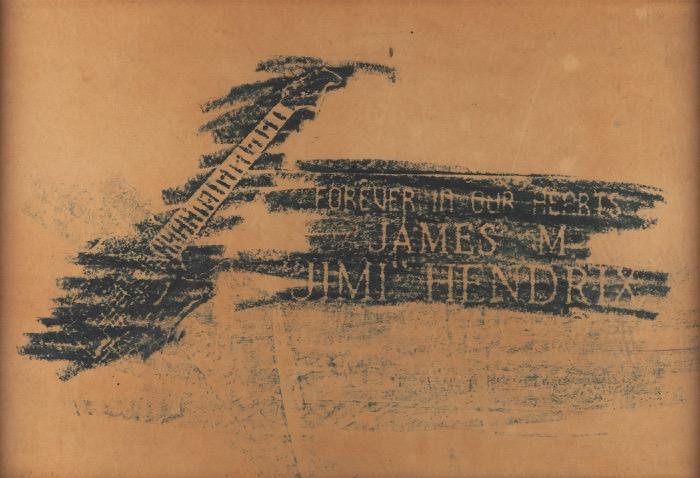 FOREVER IN OUR HEARTS
JAMES M.
"JIMI" HENDRIX